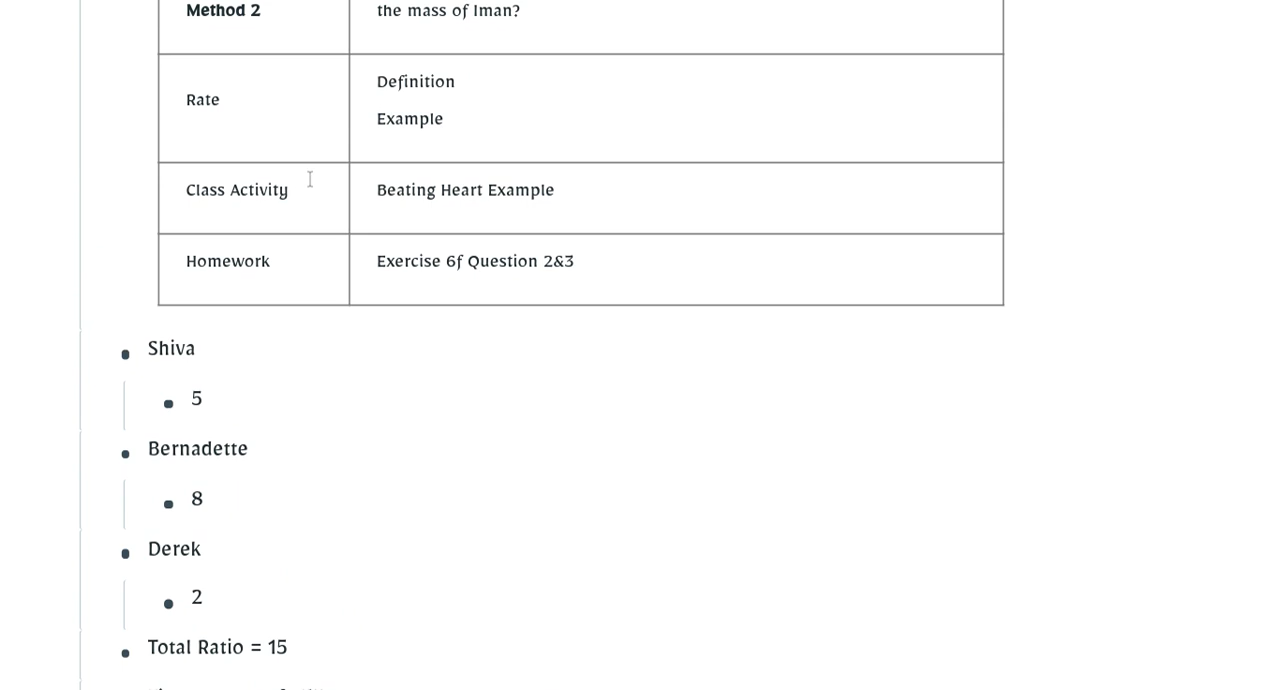 Method 2
the mass of Iman?
Rate
Definition
Example
Class Activity
Beating Heart Example
Homework
Exercise 6f Question 2&3
Shiva
5
Bernadette
8
Derek
2
Total Ratio = 15